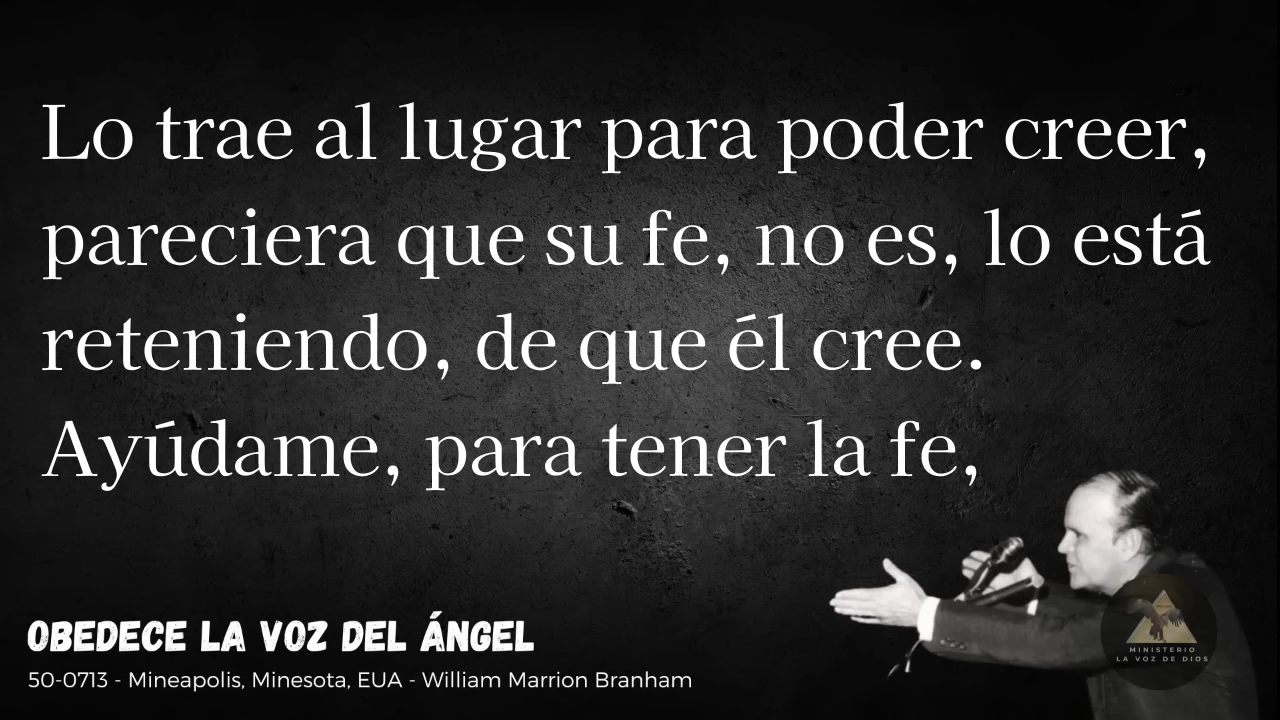 Lo trae al lugar para poder creer,
pareciera que su fe, no es, lo está
reteniendo, de que él cree.
Ayúdame, para tener la fe,
OBEDECE LA VOZ DEL ÁNGEL
50-0713 - Mineapolis, Minesota, EUA - William Marrion Branham
MINISTERIO
LA VOZ DE DIOS